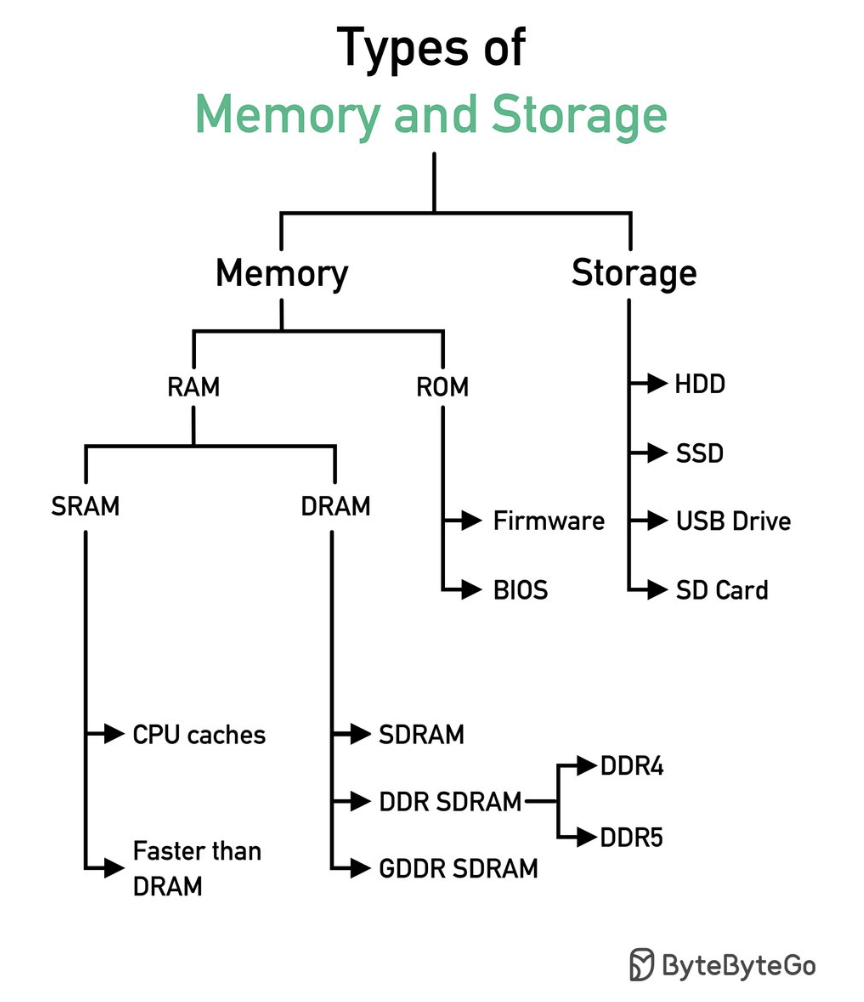 Types of
Memory and Storage
Memory
Storage
RAM
ROM
HDD
SSD
SRAM
DRAM
Firmware
USB Drive
BIOS
SD Card
CPU caches
SDRAM
DDR4
DDR SDRAM
DDR5
Faster than
DRAM
GDDR SDRAM
ByteByteGo